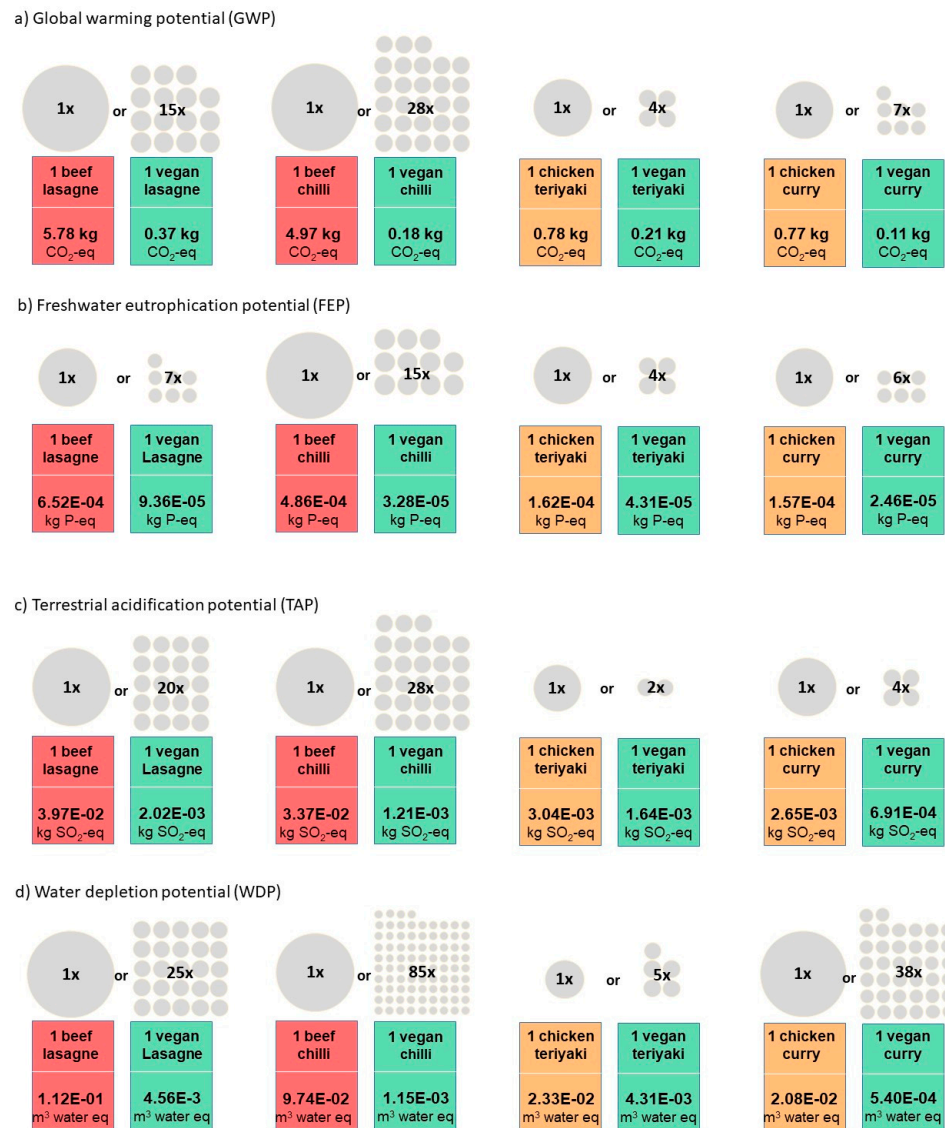 a) Global warming potential (GWP)
1x or 15x 1x or 28x 1x or 4x 1x or 7x
1 beef 1 vegan 1 beef 1 vegan 1 chicken 1 vegan 1 chicken 1 vegan
lasagne lasagne chilli chilli teriyaki teriyaki curry curry
5.78 kg 0.37 kg 4.97 kg 0.18 kg 0.78 kg 0.21 kg 0.77 kg 0.11 kg
CO₂-eq CO₂-eq CO₂-eq CO₂-eq CO₂-eq CO₂-eq CO₂-eq CO₂-eq
b) Freshwater eutrophication potential (FEP)
1x or 7x 1x or 15x 1x or 4x 1x or 6x
1 beef 1 vegan 1 beef 1 vegan 1 chicken 1 vegan 1 chicken 1 vegan
lasagne Lasagne chilli chilli teriyaki teriyaki curry curry
6.52E-04 9.36E-05 4.86E-04 3.28E-05 1.62E-04 4.31E-05 1.57E-04 2.46E-05
kg P-eq kg P-eq kg P-eq kg P-eq kg P-eq kg P-eq kg P-eq kg P-eq
c) Terrestrial acidification potential (TAP)
1x or 20x 1x or 28x 1x or 2x 1x or 4x
1 beef 1 vegan 1 beef 1 vegan 1 chicken 1 vegan 1 chicken 1 vegan
lasagne Lasagne chilli chilli teriyaki teriyaki curry curry
3.97E-02 2.02E-03 3.37E-02 1.21E-03 3.04E-03 1.64E-03 2.65E-03 6.91E-04
kg SO₂-eq kg SO₂-eq kg SO₂-eq kg SO₂-eq kg SO₂-eq kg SO₂-eq kg SO₂-eq kg SO₂-eq
d) Water depletion potential (WDP)
1x or 25x 1x or 85x 1x or 5x 1x or 38x
1 beef 1 vegan 1 beef 1 vegan 1 chicken 1 vegan 1 chicken 1 vegan
lasagne Lasagne chilli chilli teriyaki teriyaki curry curry
1.12E-01 4.56E-3 9.74E-02 1.15E-03 2.33E-02 4.31E-03 2.08E-02 5.40E-04
m³ water eq m³ water eq m³ water eq m³ water eq m³ water eq m³ water eq m³ water eq m³ water eq